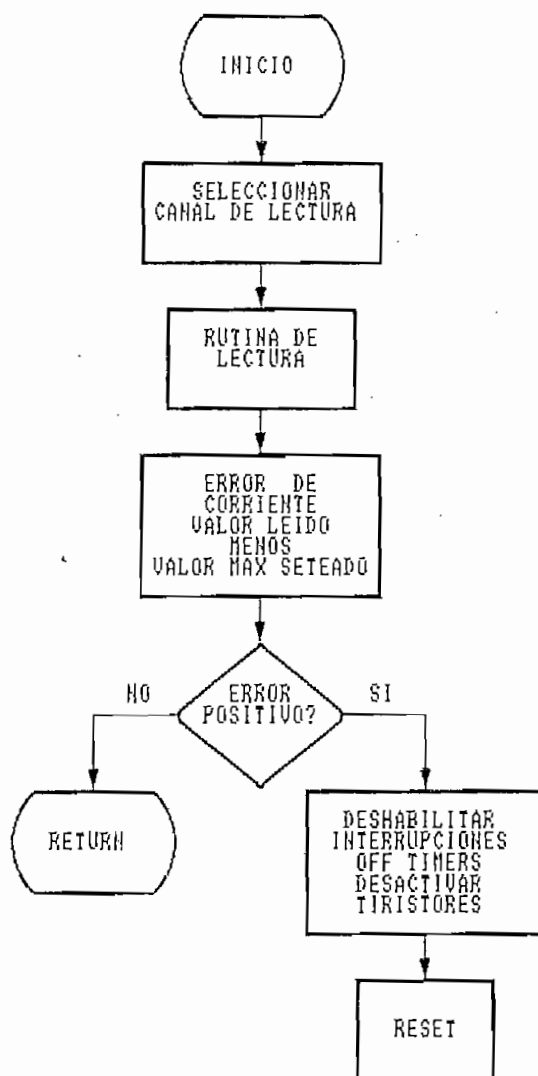 INICIO
SELECCIONAR
CANAL DE LECTURA
RUTINA DE
LECTURA
ERROR DE
CORRIENTE
VALOR LEIDO
MENOS
VALOR MAX SETEADO
NO
ERROR
POSITIVO?
SI
RETURN
DESHABILITAR
INTERRUPCIONES
OFF TIMERS
DESACTIVAR
TIRISTORES
RESET